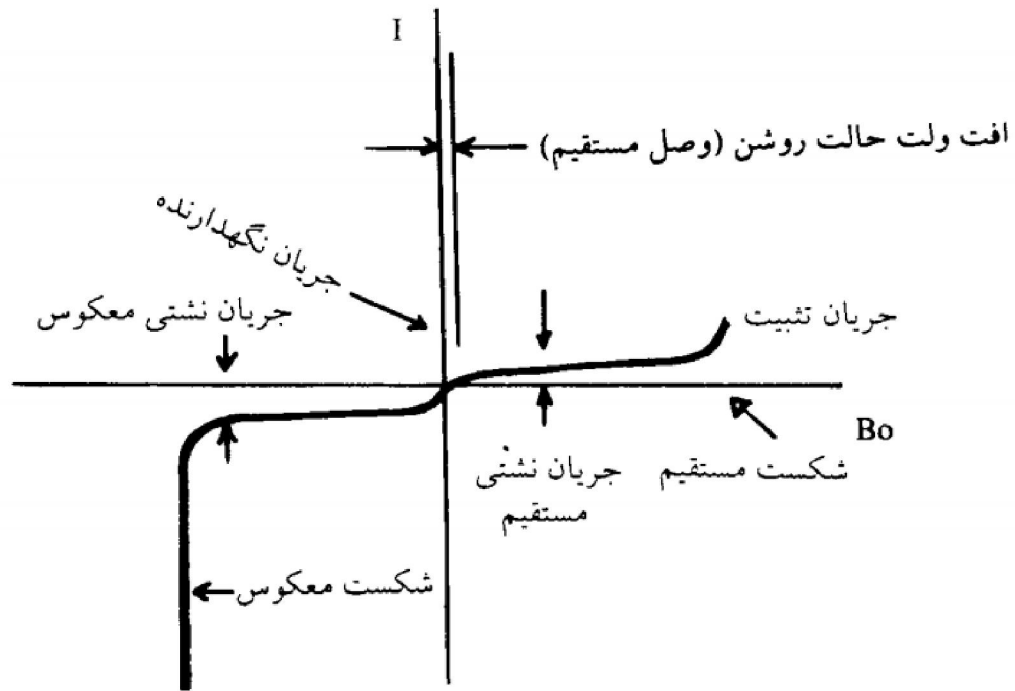 I
افت ولت حالت روشن (وصل مستقیم)
جریان نگهدارنده
جریان نشتی معکوس
جریان تثبیت
Bo
شکست مستقیم
جریان نشتی
مستقیم
شکست معکوس